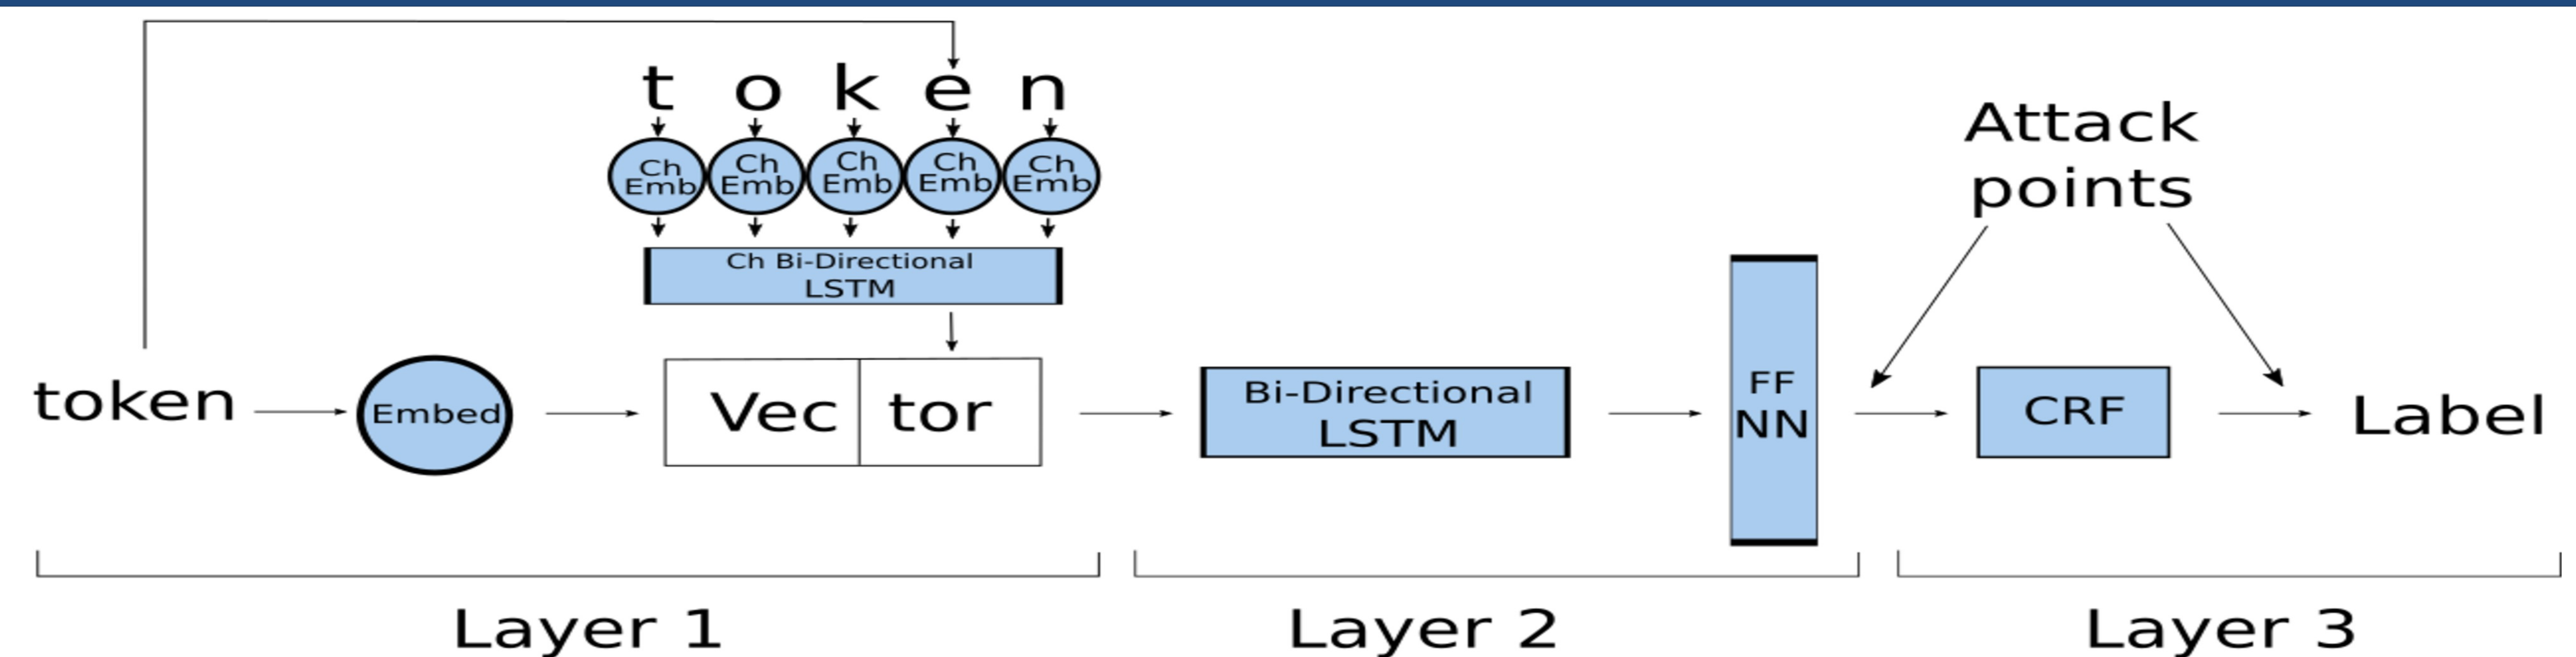 t o k e n
Ch Emb
Ch Emb
Ch Emb
Ch Emb
Ch Emb
Ch Bi-Directional
LSTM
Attack
points
token
Embed
Vec tor
Bi-Directional
LSTM
FF
NN
CRF
Label
Layer 1
Layer 2
Layer 3